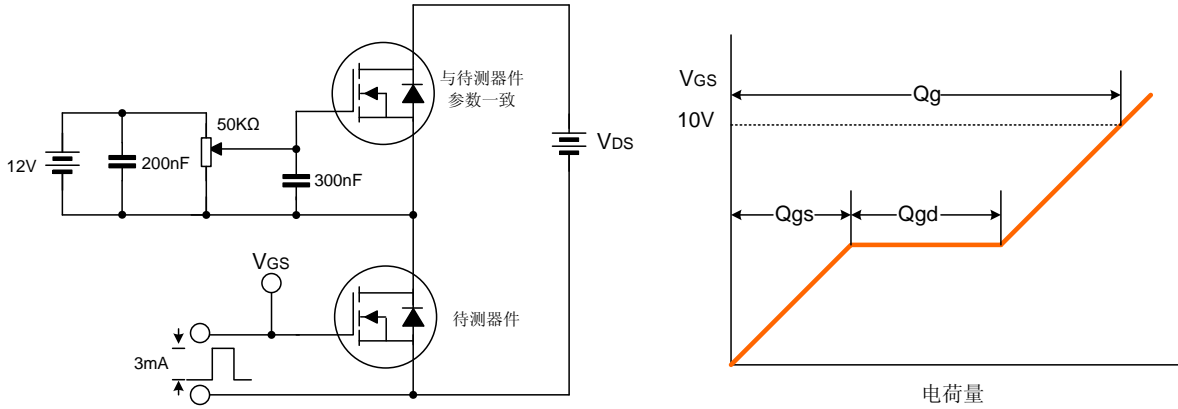 与待测器件
参数一致
50KΩ
12V
200nF
300nF
VDS
VGS
待测器件
3mA
VGS
Qg
10V
Qgs
Qgd
电荷量